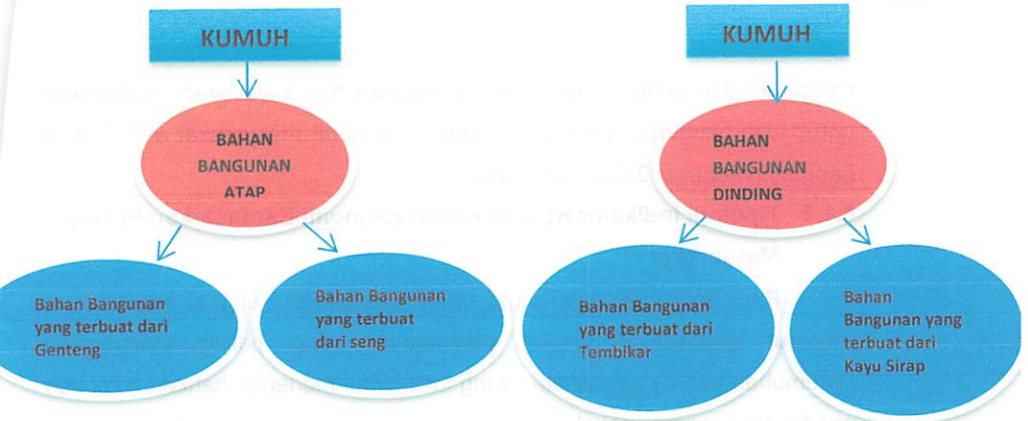 KUMUH
BAHAN
BANGUNAN
ATAP
Bahan Bangunan
yang terbuat dari
Genteng
Bahan Bangunan
yang terbuat
dari seng
KUMUH
BAHAN
BANGUNAN
DINDING
Bahan Bangunan
yang terbuat dari
Tembikar
Bahan
Bangunan yang
terbuat dari
Kayu Sirap